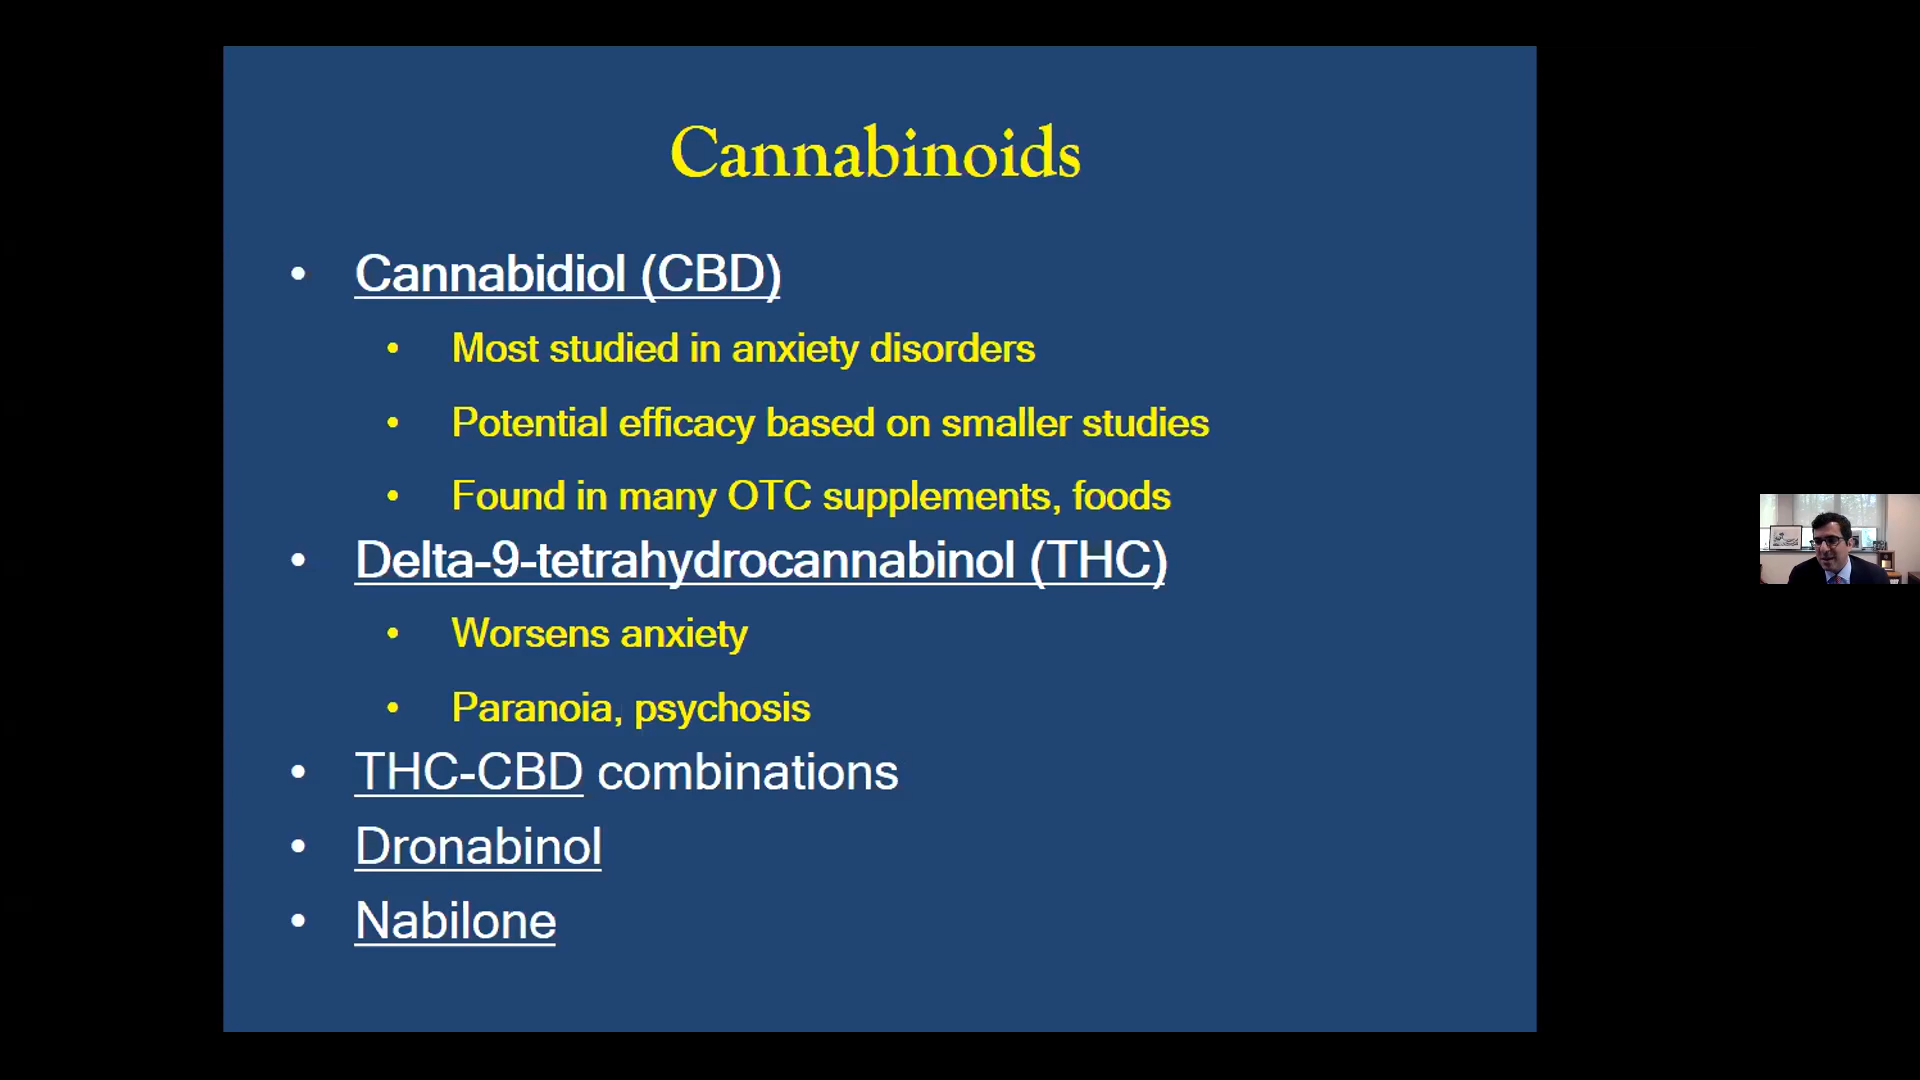 Cannabinoids
• Cannabidiol (CBD)
• Most studied in anxiety disorders
• Potential efficacy based on smaller studies
• Found in many OTC supplements, foods
• Delta-9-tetrahydrocannabinol (THC)
• Worsens anxiety
• Paranoia, psychosis
• THC-CBD combinations
• Dronabinol
• Nabilone